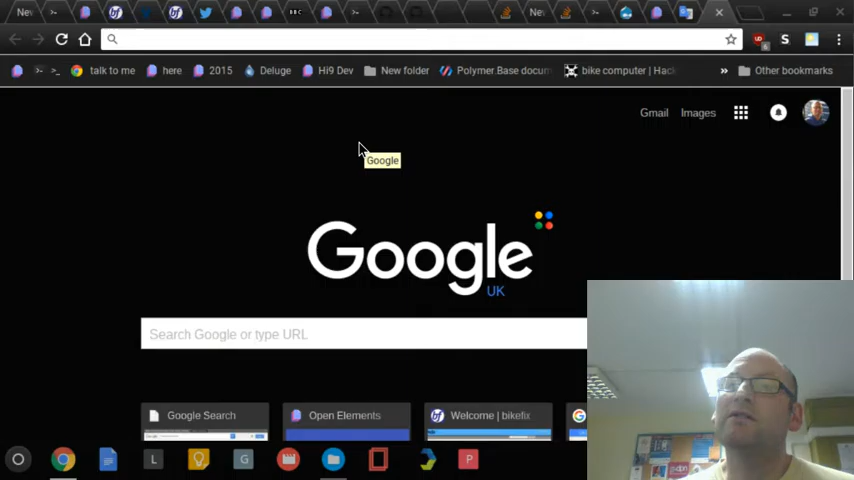 New
BBC
New
talk to me
here
2015
Deluge
Hi9 Dev
New folder
Polymer.Base docum
bike computer | Hack
»
Other bookmarks
Gmail
Images
Google
Google
UK
Search Google or type URL
Google Search
Open Elements
Welcome | bikefix